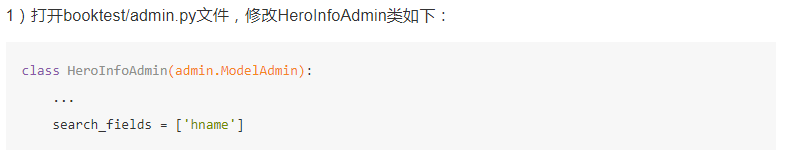 1）打开booktest/admin.py文件，修改HeroInfoAdmin类如下：
class HeroInfoAdmin(admin.ModelAdmin):
    ...
    search_fields = ['hname']